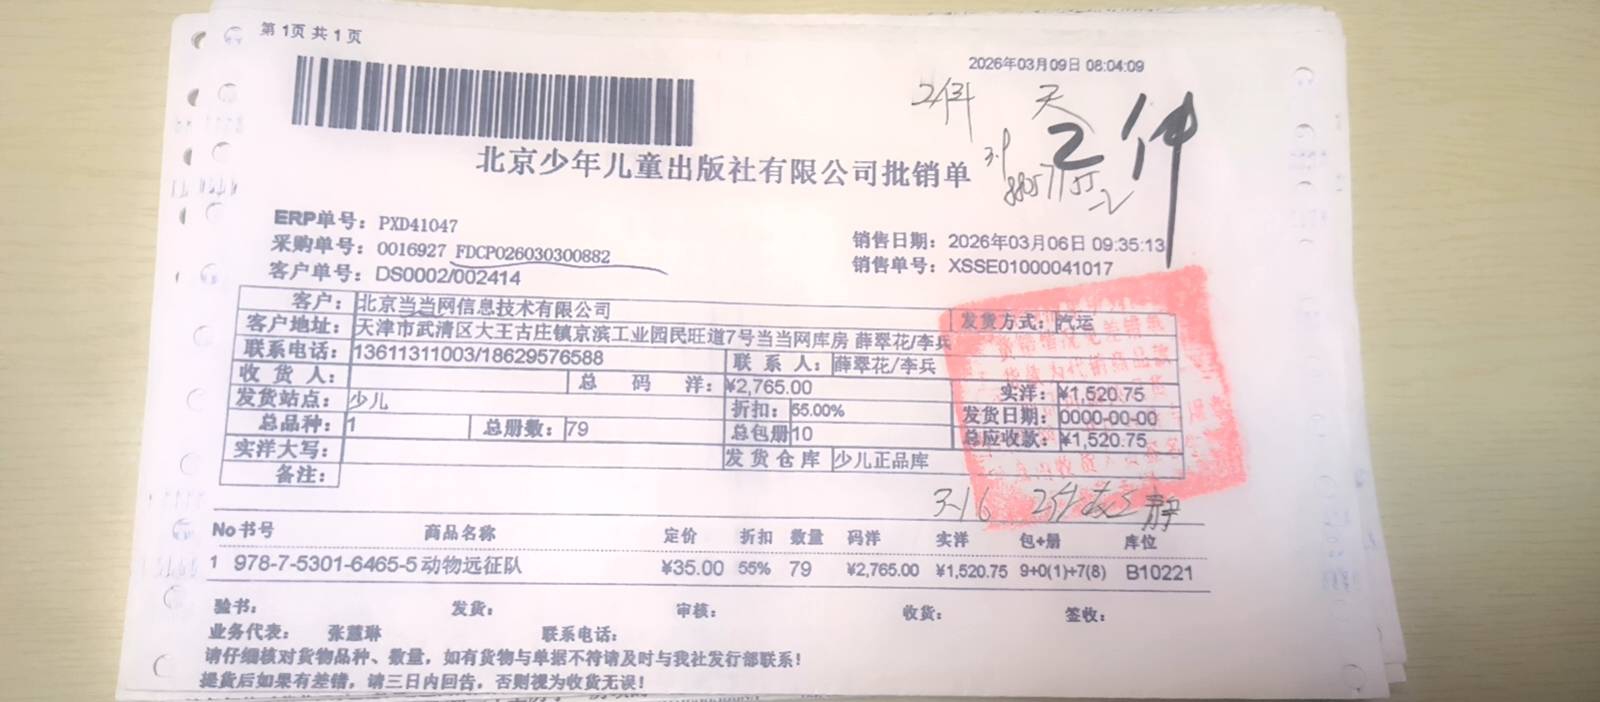 第 1页 共 1 页
2026年03月09日 08:04:09
2件 天
2件
3.9
北京少年儿童出版社有限公司批销单
ERP单号: PXD41047
采购单号: 0016927 FDCP026030300882
客户单号: DS0002/002414
销售日期: 2026年03月06日 09:35:13
销售单号: XSSE01000041017
客户: 北京当当网信息技术有限公司 发货方式: 汽运
客户地址: 天津市武清区大王古庄镇京滨工业园民旺道7号当当网库房 薛翠花/李兵
联系电话: 13611311003/18629576588 联系人: 薛翠花/李兵
收货人: 总码洋: ¥2,765.00 实洋: ¥1,520.75
发货站点: 少儿 折扣: 55.00% 发货日期: 0000-00-00
总品种: 1 总册数: 79 总包册 10 总应收款: ¥1,520.75
实洋大写: 发货仓库 少儿正品库
备注:
3.16 2件
No 书号 商品名称 定价 折扣 数量 码洋 实洋 包+册 库位
1 978-7-5301-6465-5 动物远征队 ¥35.00 55% 79 ¥2,765.00 ¥1,520.75 9+0(1)+7(8) B10221
验书: 发货: 审核: 收货: 签收:
业务代表: 张慧琳 联系电话:
请仔细核对货物品种、数量，如有货物与单据不符请及时与我社发行部联系!
提货后如果有差错，请三日内回告，否则视为收货无误!